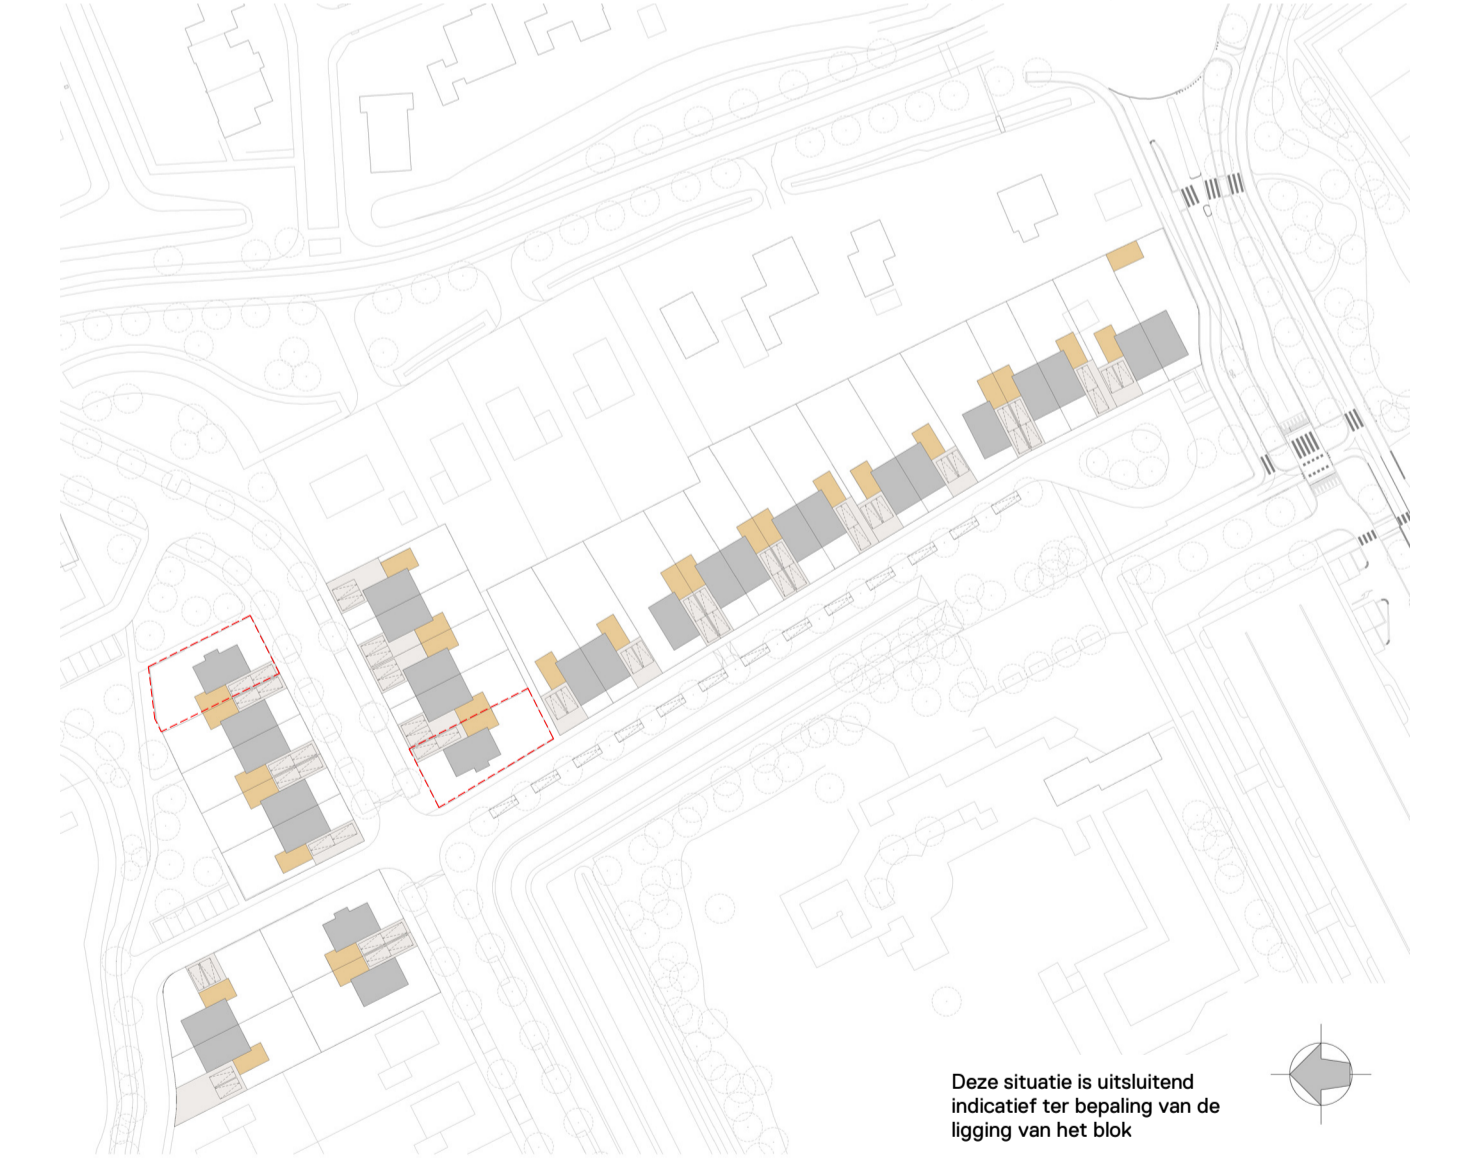 Deze situatie is uitsluitend
indicatief ter bepaling van de
ligging van het blok